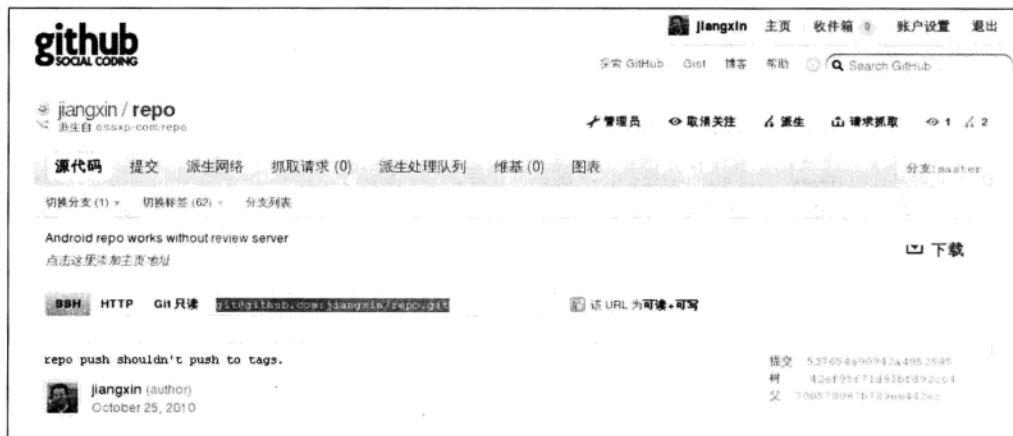 github
SOCIAL CODING
jiangxin 主页 收件箱 0 账户设置 退出
探索 GitHub Gist 博客 帮助 Search GitHub...
jiangxin / repo
派生自 ossxp-com/repo
管理员 取消关注 派生 请求抓取 1 2
源代码 提交 派生网络 抓取请求 (0) 派生处理队列 维基 (0) 图表 分支:master
切换分支 (1) 切换标签 (62) 分支列表
Android repo works without review server
点击这里添加主页地址
下载
SSH HTTP Git 只读 git@github.com:jiangxin/repo.git 该 URL 为可读+可写
repo push shouldn't push to tags.
jiangxin (author)
October 25, 2010
提交
树
父